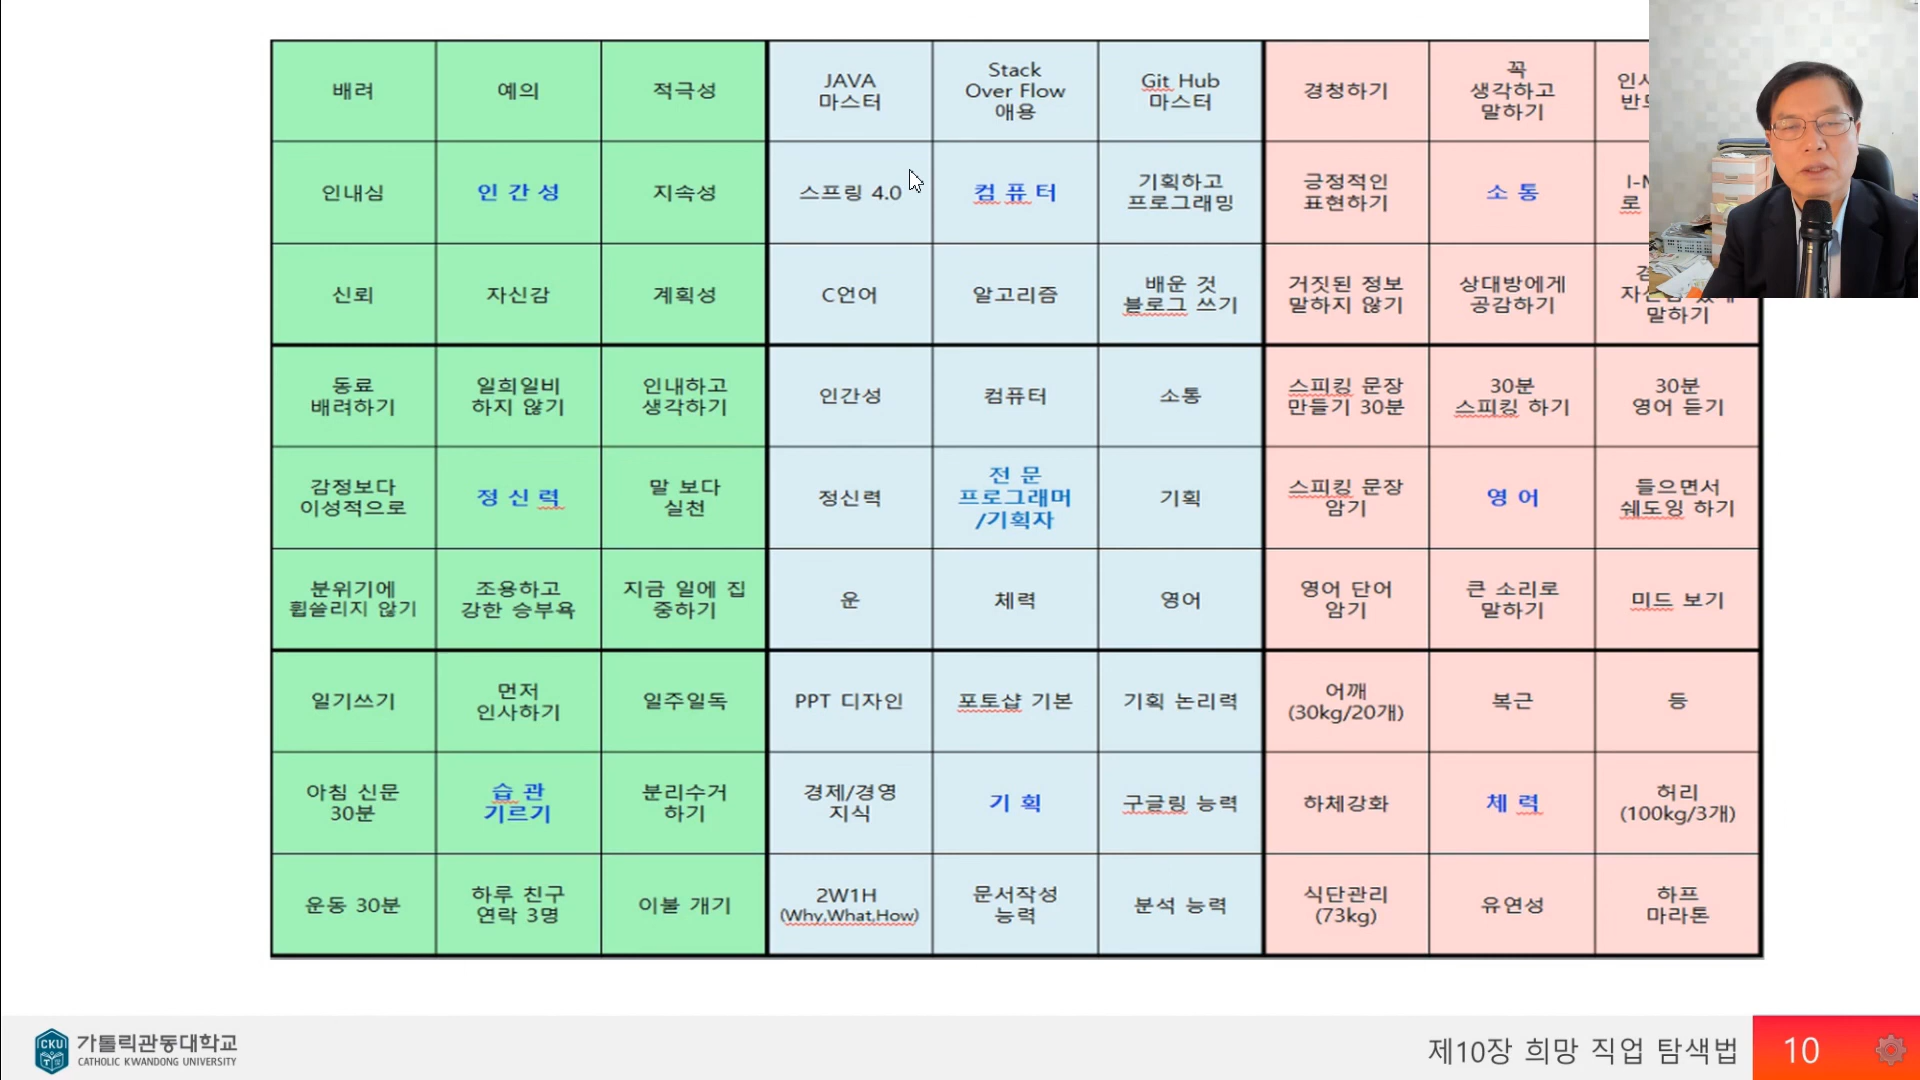 배려
예의
적극성
JAVA
마스터
Stack
Over Flow
애용
Git Hub
마스터
경청하기
꼭
생각하고
말하기
인내심
인 간 성
지속성
스프링 4.0
컴 퓨 터
기획하고
프로그래밍
긍정적인
표현하기
소 통
로
신뢰
자신감
계획성
C언어
알고리즘
배운 것
블로그 쓰기
거짓된 정보
말하지 않기
상대방에게
공감하기
말하기
동료
배려하기
일희일비
하지 않기
인내하고
생각하기
인간성
컴퓨터
소통
스피킹 문장
만들기 30분
30분
스피킹 하기
30분
영어 듣기
감정보다
이성적으로
정 신 력
말 보다
실천
정신력
전 문
프로그래머
/기획자
기획
스피킹 문장
암기
영 어
들으면서
쉐도잉 하기
분위기에
휩쓸리지 않기
조용하고
강한 승부욕
지금 일에 집
중하기
운
체력
영어
영어 단어
암기
큰 소리로
말하기
미드 보기
일기쓰기
먼저
인사하기
일주일독
PPT 디자인
포토샵 기본
기획 논리력
어깨
(30kg/20개)
복근
등
아침 신문
30분
습 관
기르기
분리수거
하기
경제/경영
지식
기 획
구글링 능력
하체강화
체 력
허리
(100kg/3개)
운동 30분
하루 친구
연락 3명
이불 개기
2W1H
(Why,What,How)
문서작성
능력
분석 능력
식단관리
(73kg)
유연성
하프
마라톤
CKU
가톨릭관동대학교
CATHOLIC KWANDONG UNIVERSITY
제10장 희망 직업 탐색법
10